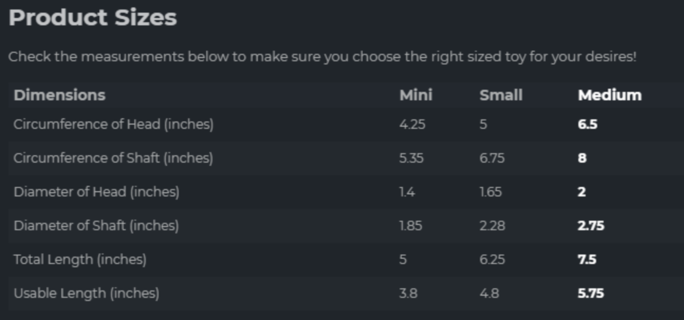 Product Sizes
Check the measurements below to make sure you choose the right sized toy for your desires!
Dimensions Mini Small Medium
Circumference of Head (inches) 4.25 5 6.5
Circumference of Shaft (inches) 5.35 6.75 8
Diameter of Head (inches) 1.4 1.65 2
Diameter of Shaft (inches) 1.85 2.28 2.75
Total Length (inches) 5 6.25 7.5
Usable Length (inches) 3.8 4.8 5.75